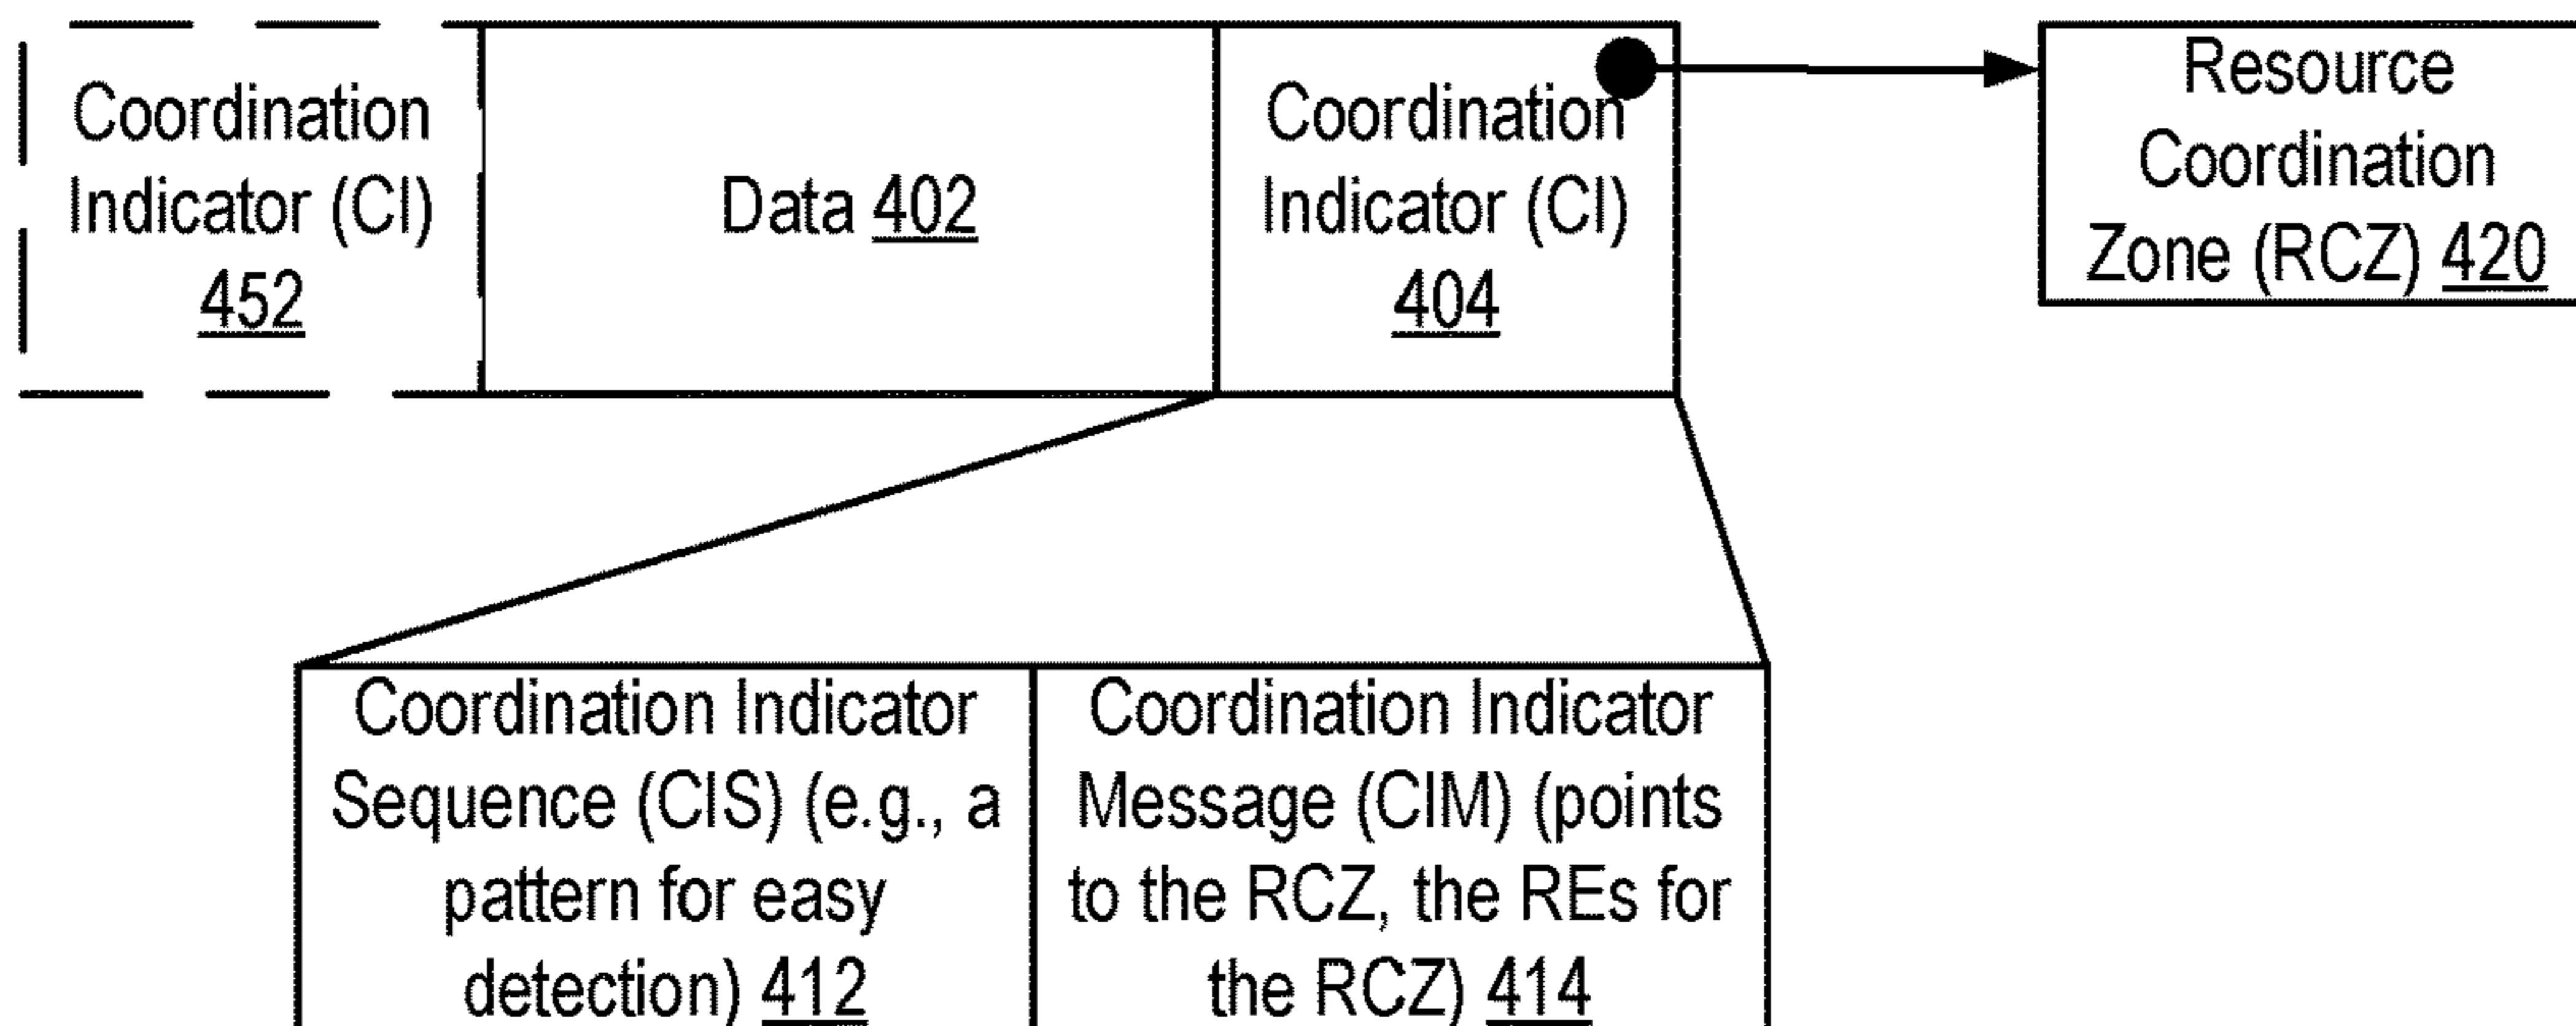 Coordination
Indicator (CI)
452
Data 402
Coordination
Indicator (CI)
404
Resource
Coordination
Zone (RCZ) 420
Coordination Indicator
Sequence (CIS) (e.g., a
pattern for easy
detection) 412
Coordination Indicator
Message (CIM) (points
to the RCZ, the REs for
the RCZ) 414